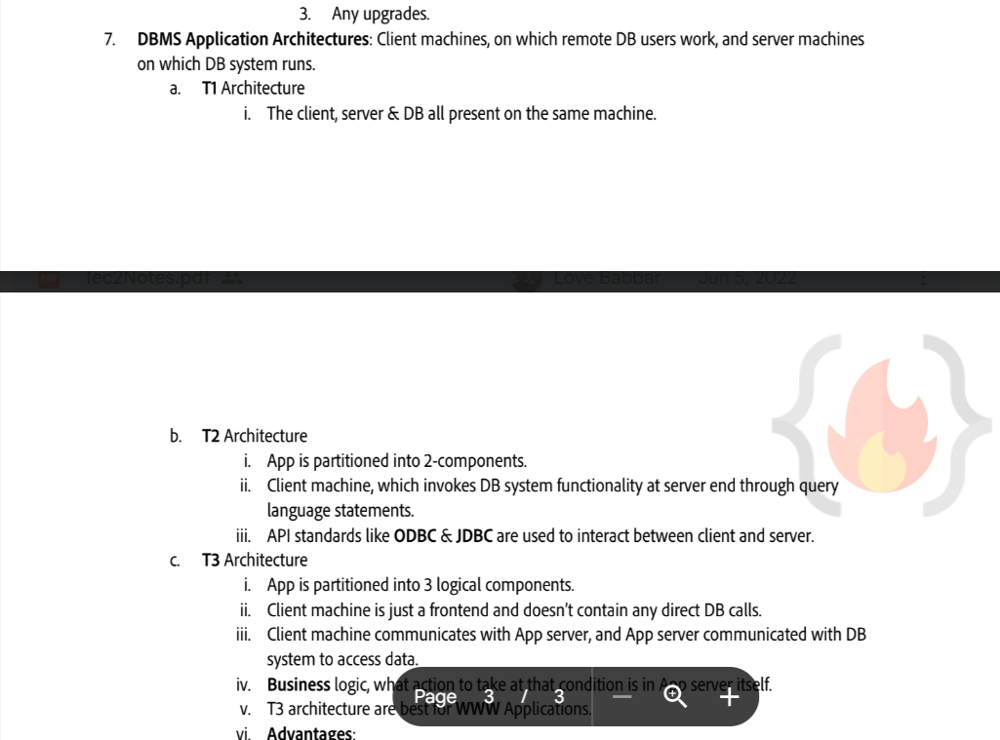 3. Any upgrades.
7. DBMS Application Architectures: Client machines, on which remote DB users work, and server machines
on which DB system runs.
a. T1 Architecture
i. The client, server & DB all present on the same machine.
lec2Notes.pdf Love Babbar Jun 5, 2022
b. T2 Architecture
i. App is partitioned into 2-components.
ii. Client machine, which invokes DB system functionality at server end through query
language statements.
iii. API standards like ODBC & JDBC are used to interact between client and server.
c. T3 Architecture
i. App is partitioned into 3 logical components.
ii. Client machine is just a frontend and doesn't contain any direct DB calls.
iii. Client machine communicates with App server, and App server communicated with DB
system to access data.
iv. Business logic, what action to take at that condition is in App server itself.
Page 3 / 3
v. T3 architecture are best for WWW Applications.
vi. Advantages: